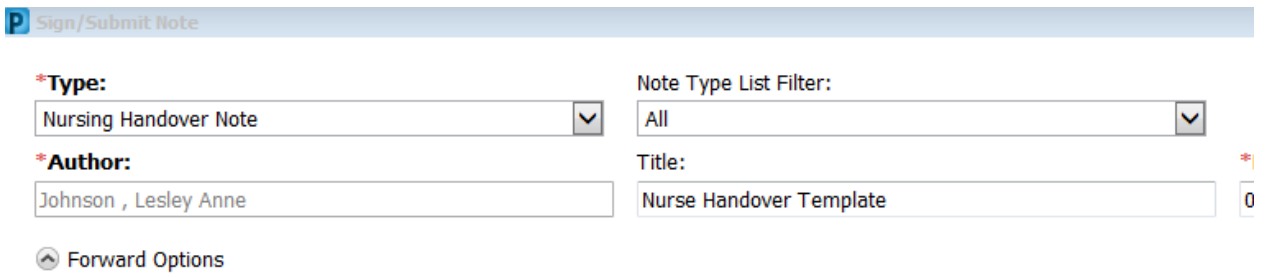 P Sign/Submit Note
*Type: Note Type List Filter:
Nursing Handover Note All
*Author: Title: *
Johnson , Lesley Anne Nurse Handover Template 0
Forward Options